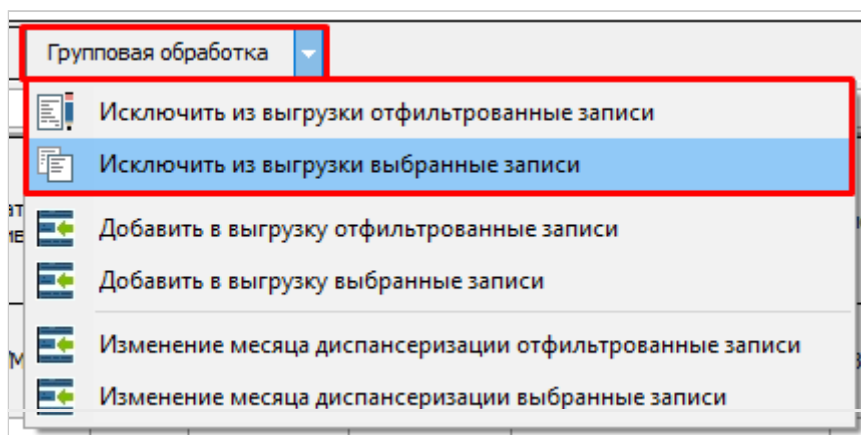 Групповая обработка
Исключить из выгрузки отфильтрованные записи
Исключить из выгрузки выбранные записи
Добавить в выгрузку отфильтрованные записи
Добавить в выгрузку выбранные записи
Изменение месяца диспансеризации отфильтрованные записи
Изменение месяца диспансеризации выбранные записи